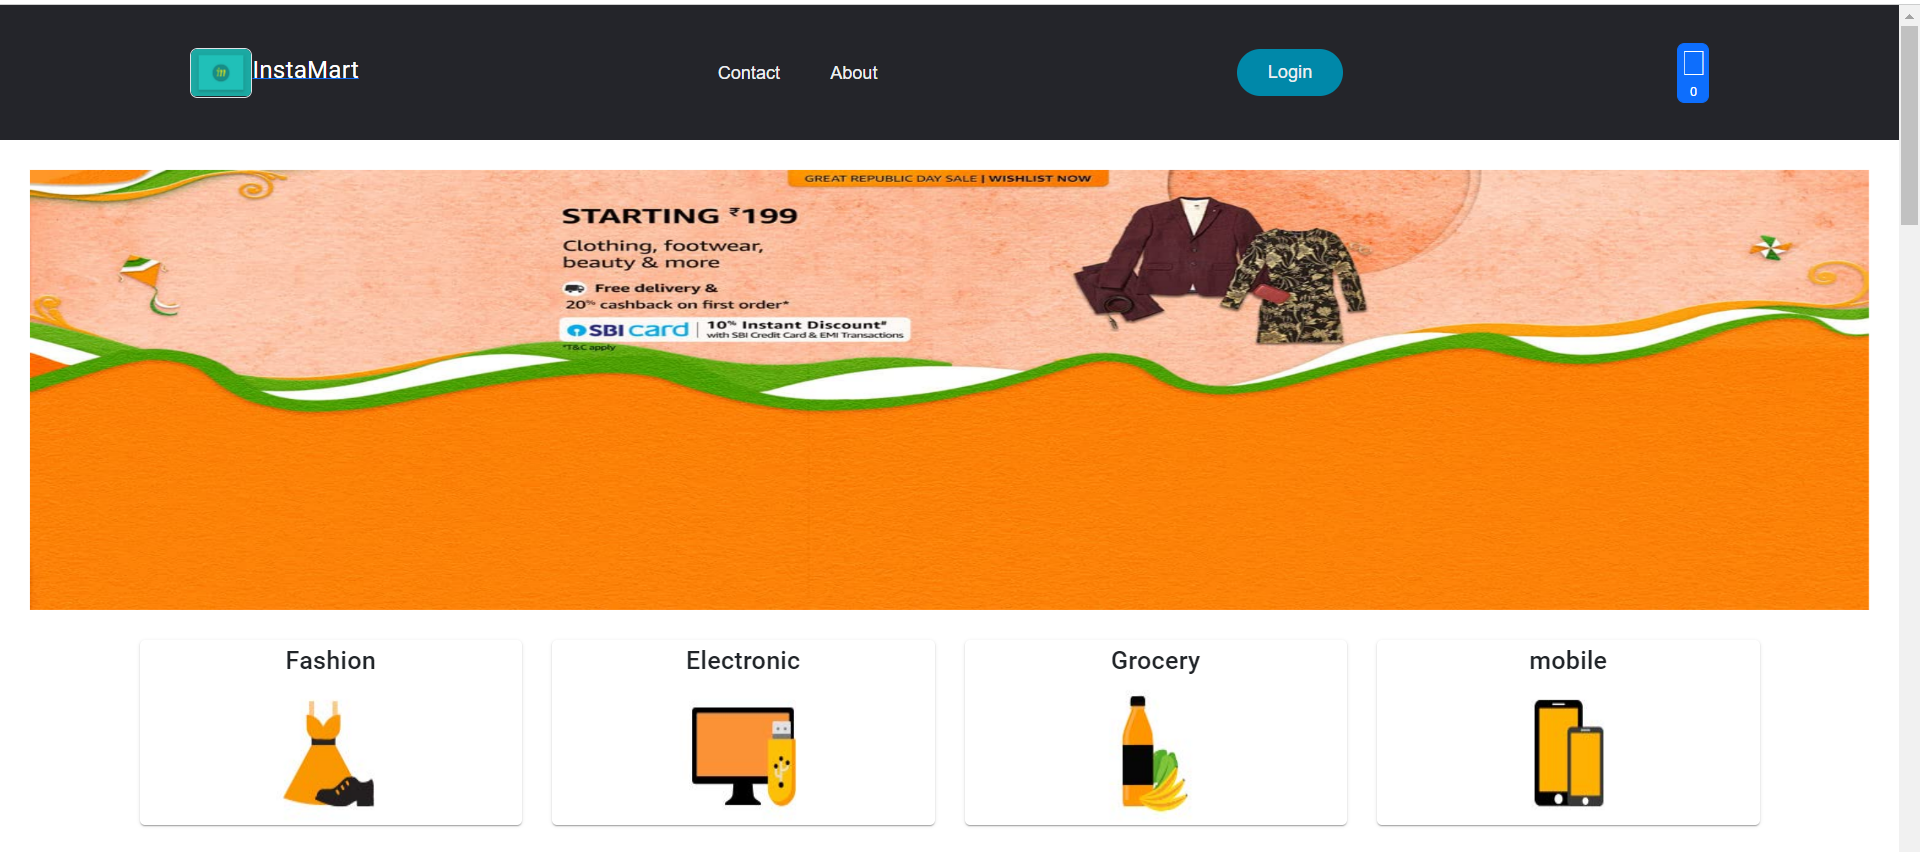 InstaMart
Contact
About
Login
0
GREAT REPUBLIC DAY SALE | WISHLIST NOW
STARTING ₹199
Clothing, footwear,
beauty & more
Free delivery &
20% cashback on first order*
SBI card | 10% Instant Discount#
with SBI Credit Card & EMI Transactions
*T&C apply
Fashion
Electronic
Grocery
mobile